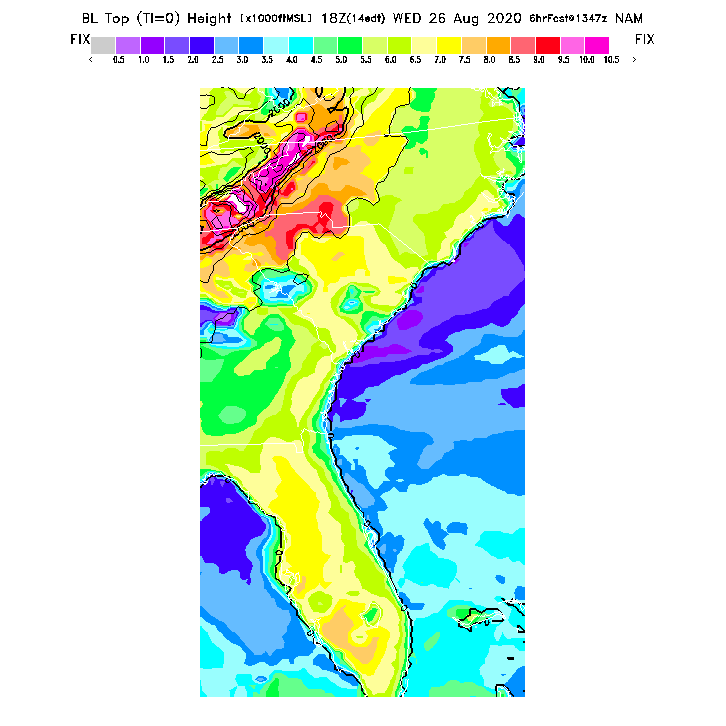 BL Top (TI=0) Height [x1000ftMSL] 18Z(14edt) WED 26 Aug 2020 6hrFcst@1347z NAM
FIX FIX
< 0.5 1.0 1.5 2.0 2.5 3.0 3.5 4.0 4.5 5.0 5.5 6.0 6.5 7.0 7.5 8.0 8.5 9.0 9.5 10.0 10.5 >
2000
2000